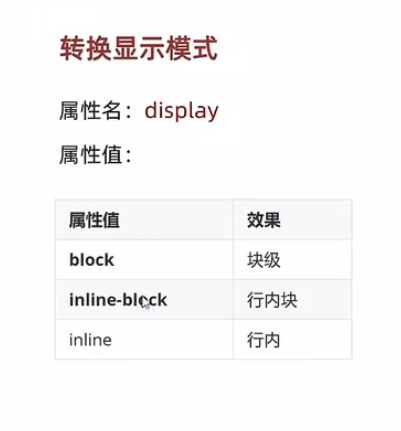 转换显示模式
属性名：display
属性值：
属性值 效果
block 块级
inline-block 行内块
inline 行内